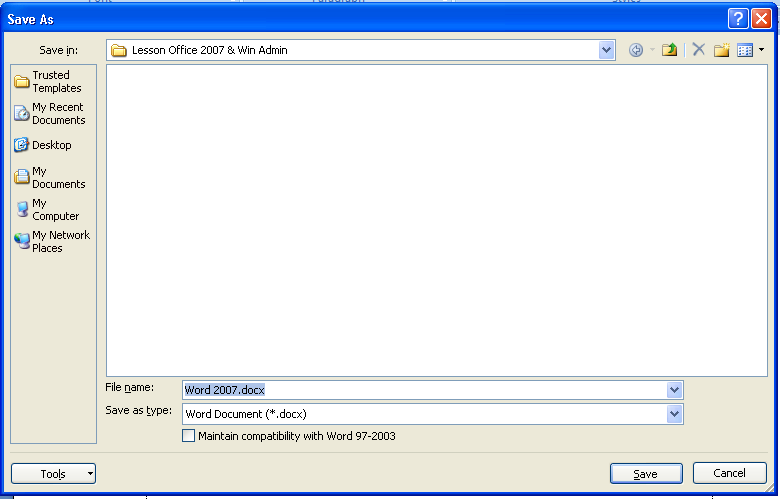 Save As
Save in:
Lesson Office 2007 & Win Admin
Trusted
Templates
My Recent
Documents
Desktop
My
Documents
My
Computer
My Network
Places
File name:
Word 2007.docx
Save as type:
Word Document (*.docx)
Maintain compatibility with Word 97-2003
Tools
Save
Cancel